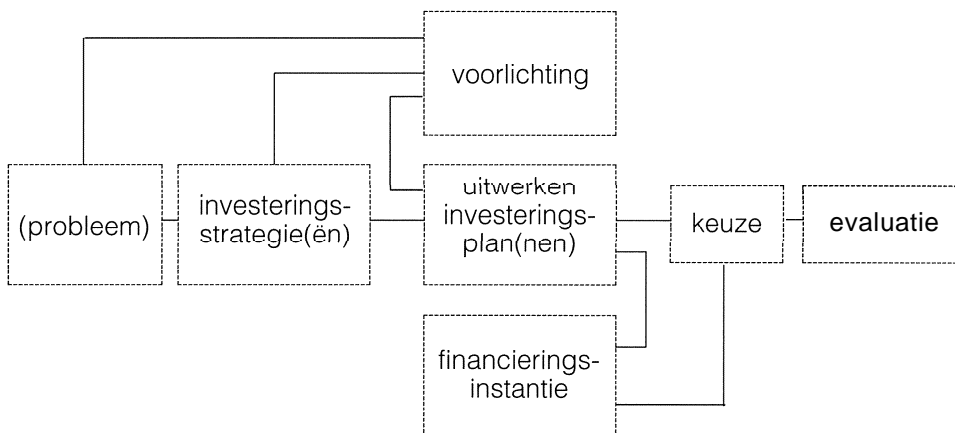 voorlichting
(probleem)
investerings-
strategie(ën)
uitwerken
investerings-
plan(nen)
keuze
evaluatie
financierings-
instantie